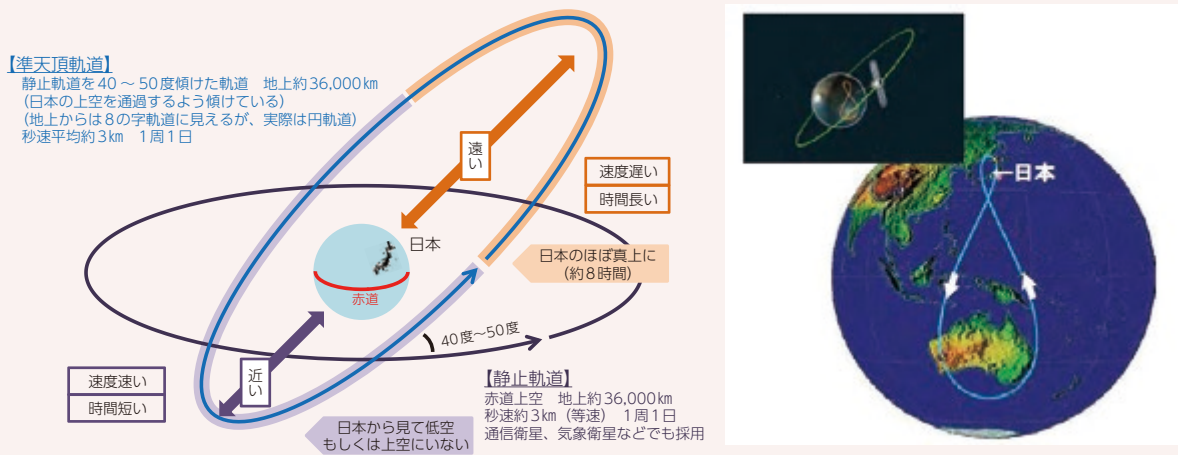 【準天頂軌道】
静止軌道を40～50度傾けた軌道　地上約36,000km
(日本の上空を通過するよう傾けている)
(地上からは8の字軌道に見えるが、実際は円軌道)
秒速平均約3km　1周1日
遠い
速度遅い
時間長い
日本
日本のほぼ真上に
(約8時間)
赤道
40度～50度
近い
速度速い
時間短い
日本から見て低空
もしくは上空にいない
【静止軌道】
赤道上空　地上約36,000km
秒速約3km（等速）　1周1日
通信衛星、気象衛星などでも採用
←日本